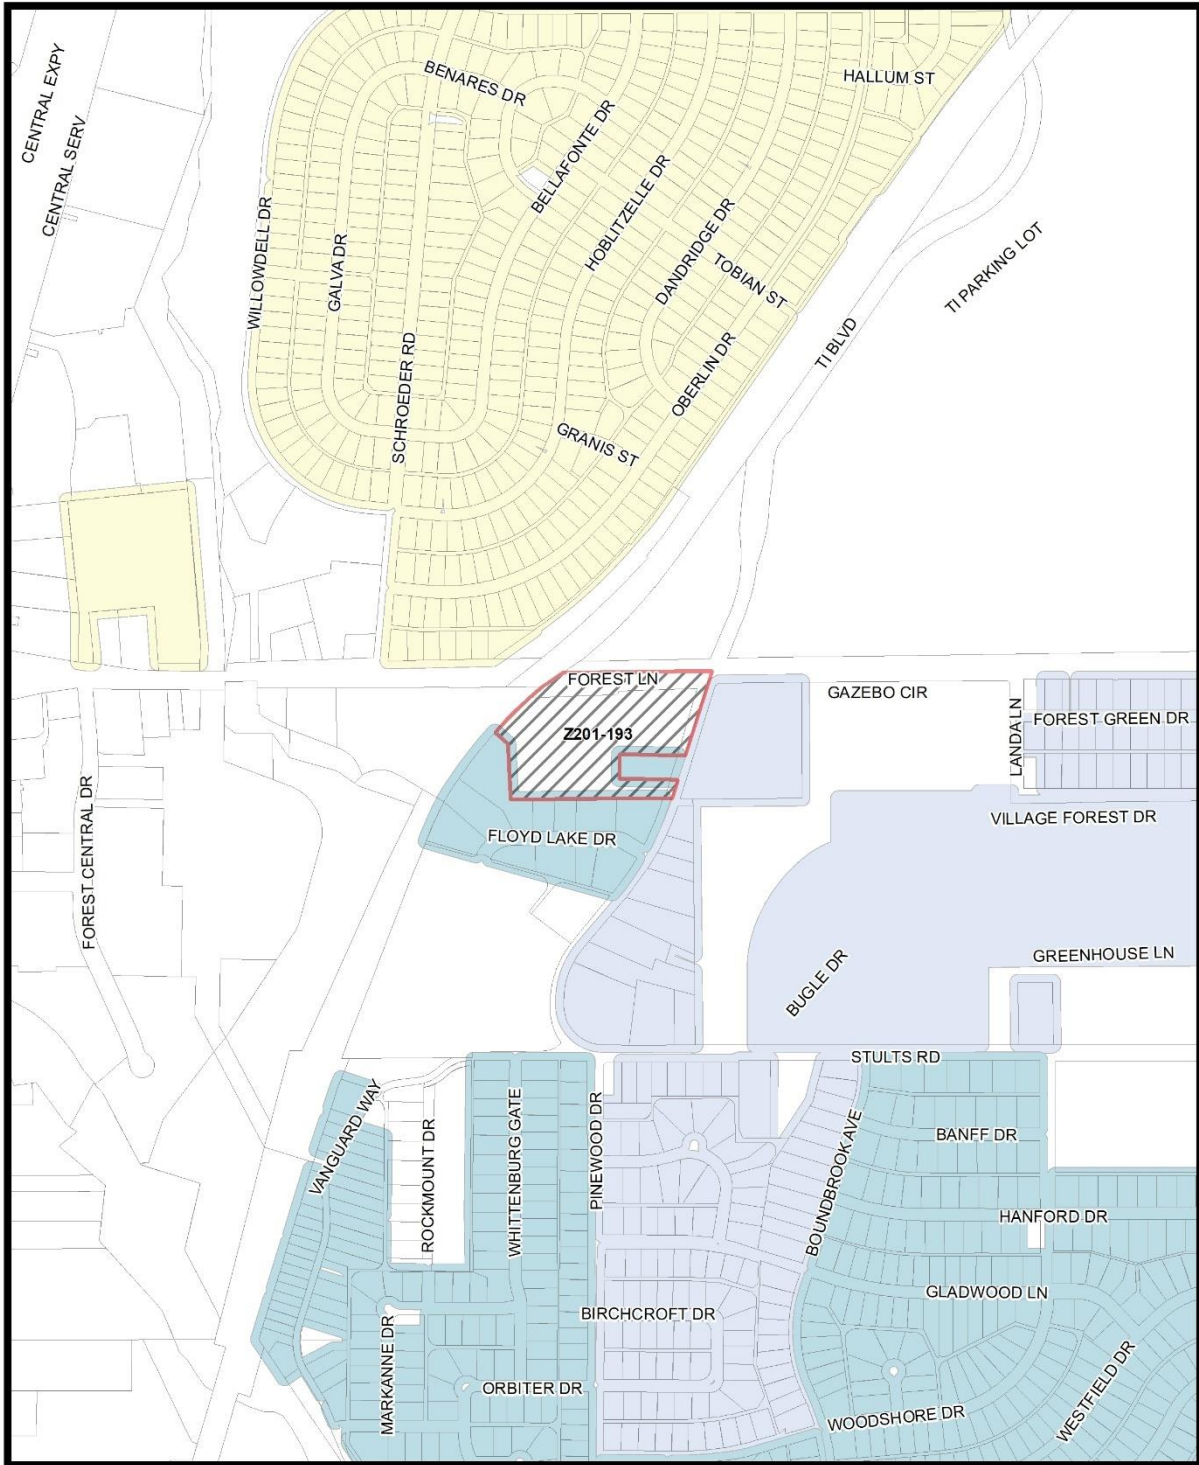 CENTRAL EXPY
CENTRAL SERV
BENARES DR
HALLUM ST
BELLAFONTE DR
WILLOWDELL DR
GALVA DR
HOBLITZELLE DR
DANDRIDGE DR
TOBIAN ST
TI PARKING LOT
SCHROEDER RD
OBERLIN DR
TI BLVD
GRANIS ST
FOREST LN
GAZEBO CIR
LANDA LN
FOREST GREEN DR
Z201-193
FOREST CENTRAL DR
FLOYD LAKE DR
VILLAGE FOREST DR
BUGLE DR
GREENHOUSE LN
STULTS RD
VANGUARD WAY
ROCKMOUNT DR
WHITTENBURG GATE
PINEWOOD DR
BOUNDBROOK AVE
BANFF DR
HANFORD DR
GLADWOOD LN
BIRCHCROFT DR
MARKANNE DR
ORBITER DR
WOODSHORE DR
WESTFIELD DR